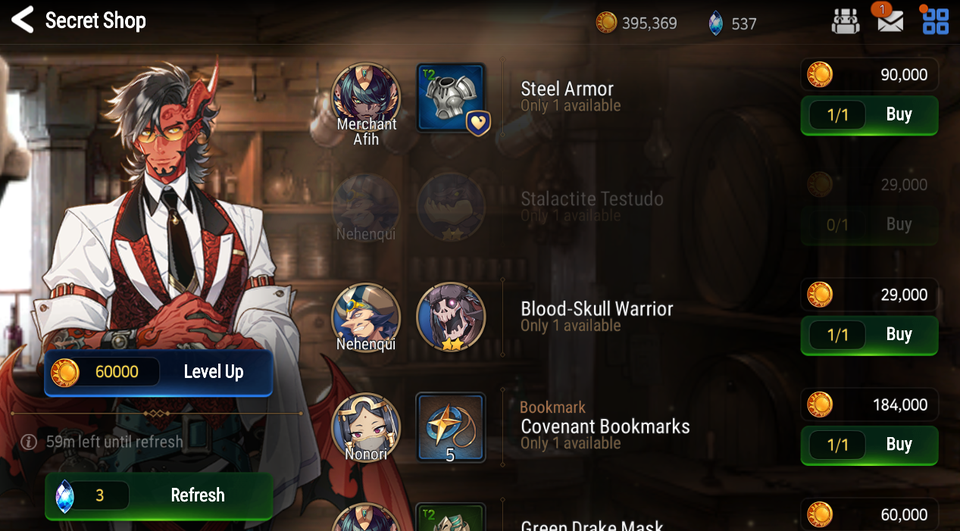 Secret Shop
395,369
537
1
T2
Merchant
Afih
Steel Armor
Only 1 available
90,000
1/1
Buy
Nehenqui
Stalactite Testudo
Only 1 available
29,000
0/1
Buy
Nehenqui
Blood-Skull Warrior
Only 1 available
29,000
1/1
Buy
60000
Level Up
59m left until refresh
3
Refresh
Nonori
5
Bookmark
Covenant Bookmarks
Only 1 available
184,000
1/1
Buy
T2
Green Drake Mask
60,000